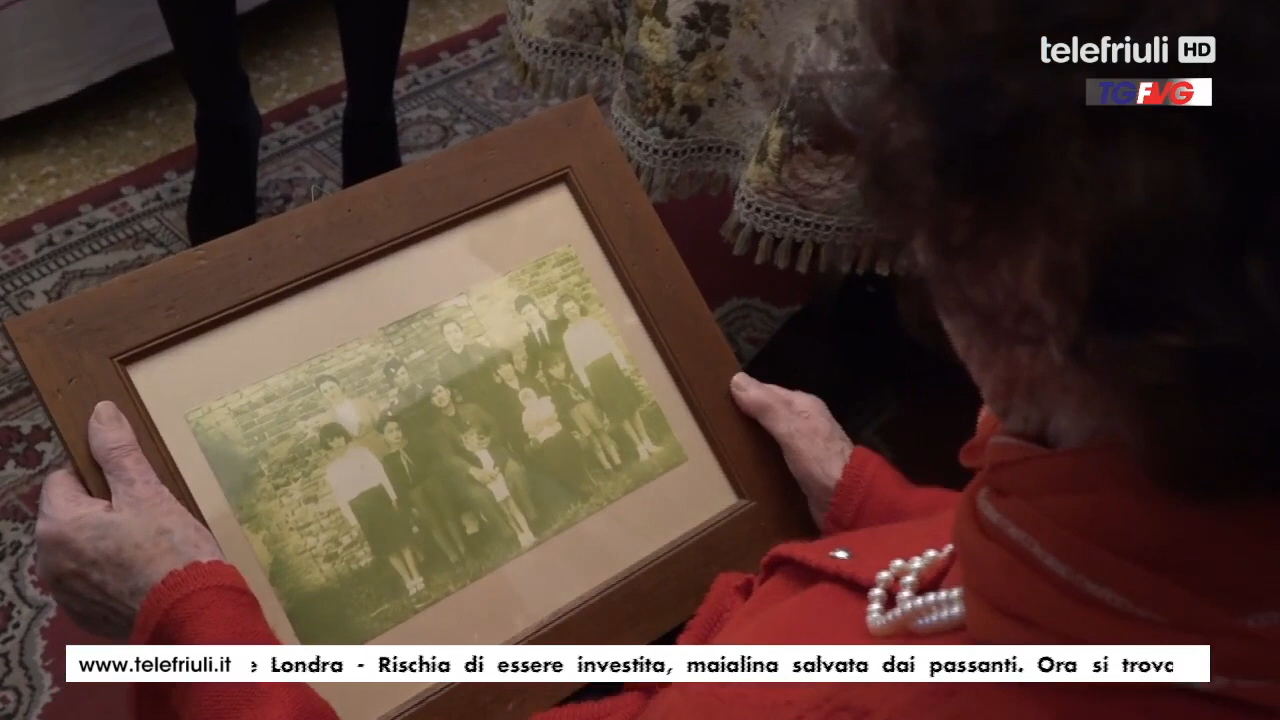 telefriuli HD
TGFVG
www.telefriuli.it e Londra - Rischia di essere investita, maialina salvata dai passanti. Ora si trova